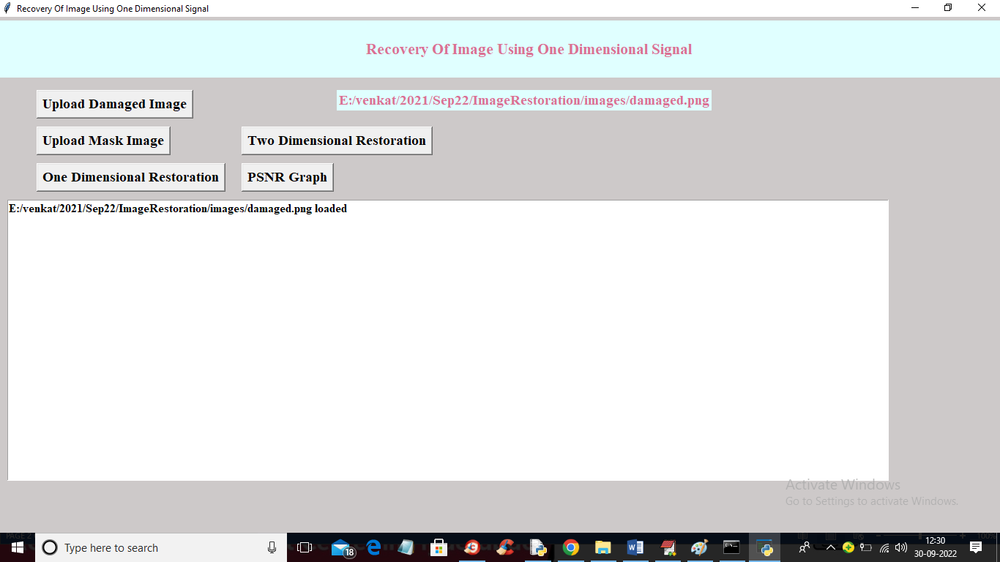 Recovery Of Image Using One Dimensional Signal
Recovery Of Image Using One Dimensional Signal
Upload Damaged Image
E:/venkat/2021/Sep22/ImageRestoration/images/damaged.png
Upload Mask Image
Two Dimensional Restoration
One Dimensional Restoration
PSNR Graph
E:/venkat/2021/Sep22/ImageRestoration/images/damaged.png loaded
Activate Windows
Go to Settings to activate Windows.
PAGE 2
100%
Type here to search
18
12:30
30-09-2022